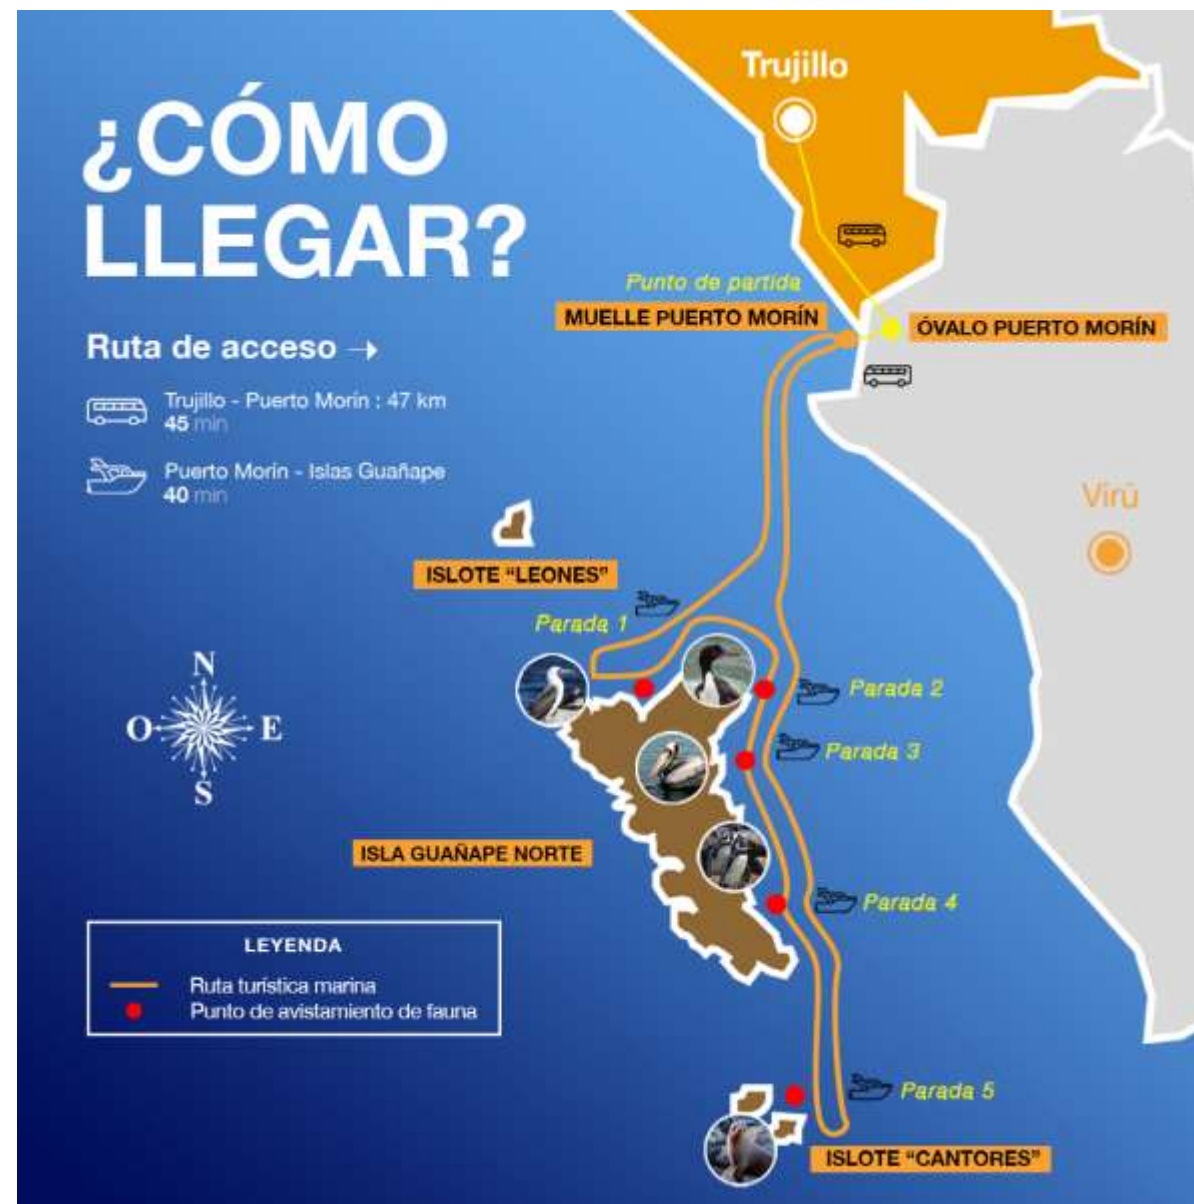 ¿CÓMO
LLEGAR?
Ruta de acceso
Trujillo - Puerto Morín : 47 km
45 min
Puerto Morín - Islas Guañape
40 min
Trujillo
Punto de partida
MUELLE PUERTO MORÍN
ÓVALO PUERTO MORÍN
Virú
ISLOTE “LEONES”
Parada 1
Parada 2
Parada 3
N
O
E
S
ISLA GUAÑAPE NORTE
Parada 4
LEYENDA
Ruta turística marina
Punto de avistamiento de fauna
Parada 5
ISLOTE “CANTORES”